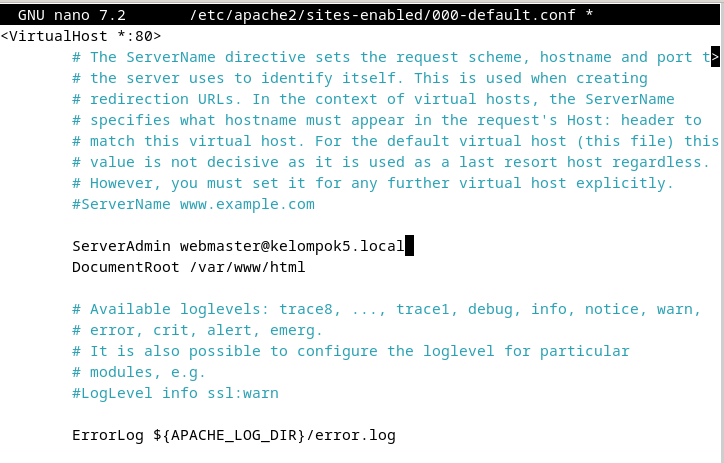 GNU nano 7.2       /etc/apache2/sites-enabled/000-default.conf *
<VirtualHost *:80>
        # The ServerName directive sets the request scheme, hostname and port t>
        # the server uses to identify itself. This is used when creating
        # redirection URLs. In the context of virtual hosts, the ServerName
        # specifies what hostname must appear in the request's Host: header to
        # match this virtual host. For the default virtual host (this file) this
        # value is not decisive as it is used as a last resort host regardless.
        # However, you must set it for any further virtual host explicitly.
        #ServerName www.example.com

        ServerAdmin webmaster@kelompok5.local
        DocumentRoot /var/www/html

        # Available loglevels: trace8, ..., trace1, debug, info, notice, warn,
        # error, crit, alert, emerg.
        # It is also possible to configure the loglevel for particular
        # modules, e.g.
        #LogLevel info ssl:warn

        ErrorLog ${APACHE_LOG_DIR}/error.log